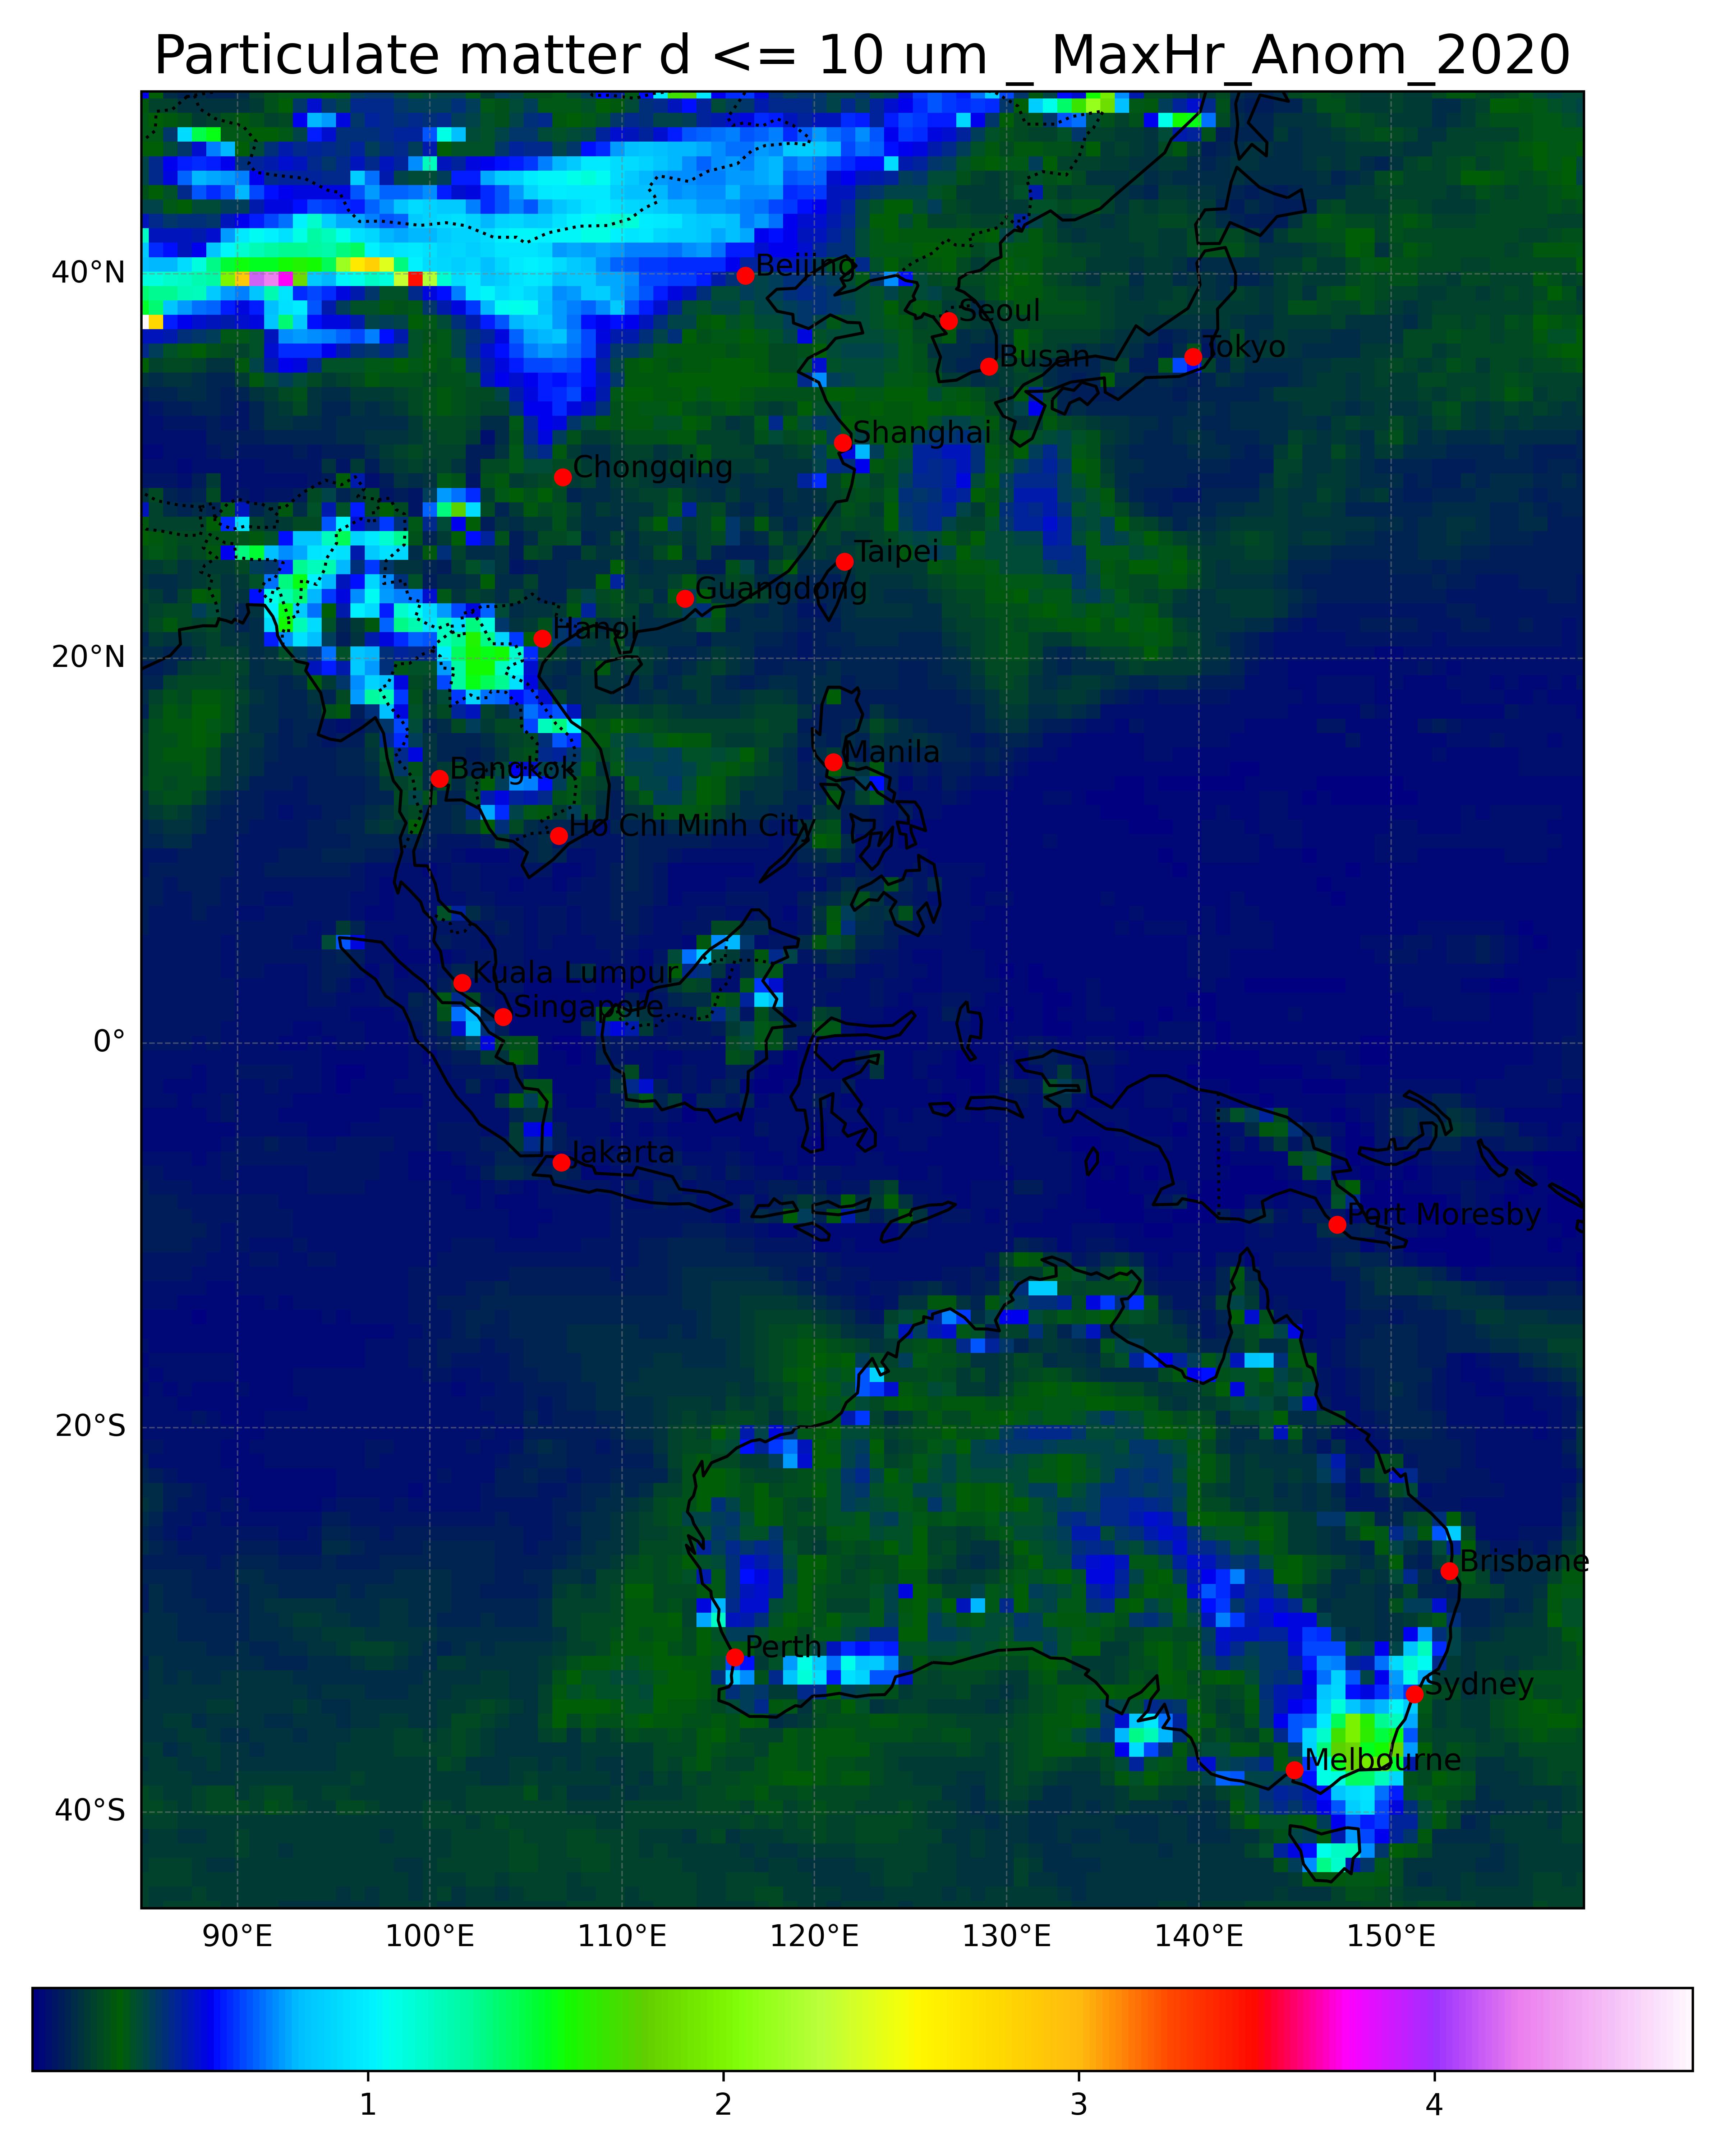 Particulate matter d <= 10 um _ MaxHr_Anom_2020
40°N
Beijing
Seoul
Busan
Tokyo
Shanghai
Chongqing
Taipei
Guangdong
Hanoi
20°N
Manila
Bangkok
Ho Chi Minh City
Kuala Lumpur
Singapore
0°
Jakarta
Port Moresby
20°S
Brisbane
Perth
Sydney
Melbourne
40°S
90°E 100°E 110°E 120°E 130°E 140°E 150°E
1 2 3 4